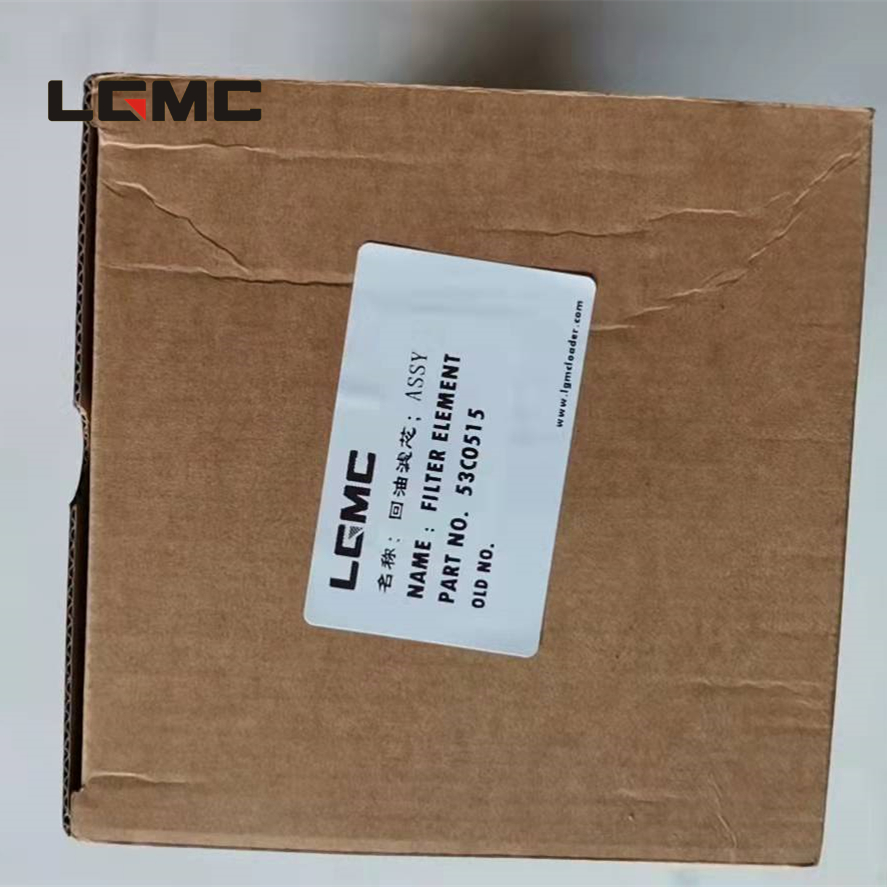 LGMC
LGMC
名称：回油滤芯；ASSY
NAME : FILTER ELEMENT
PART NO. 53C0515
OLD NO.
www.lgmcloader.com